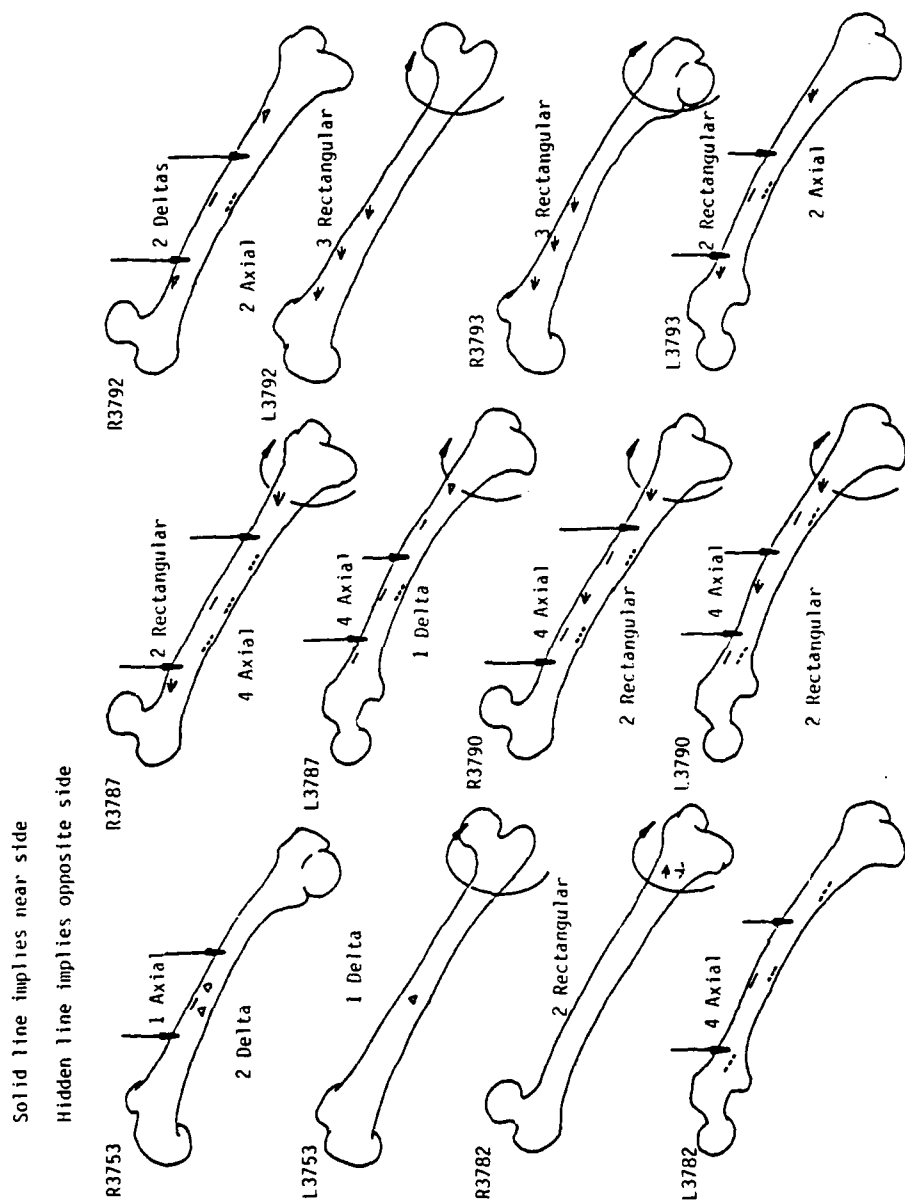 Solid line implies near side
Hidden line implies opposite side
R3753
1 Axial
2 Delta
L3753
1 Delta
R3782
2 Rectangular
L3782
4 Axial
R3787
2 Rectangular
4 Axial
L3787
4 Axial
1 Delta
R3790
4 Axial
2 Rectangular
L3790
4 Axial
2 Rectangular
R3792
2 Deltas
2 Axial
L3792
3 Rectangular
R3793
3 Rectangular
L3793
2 Rectangular
2 Axial